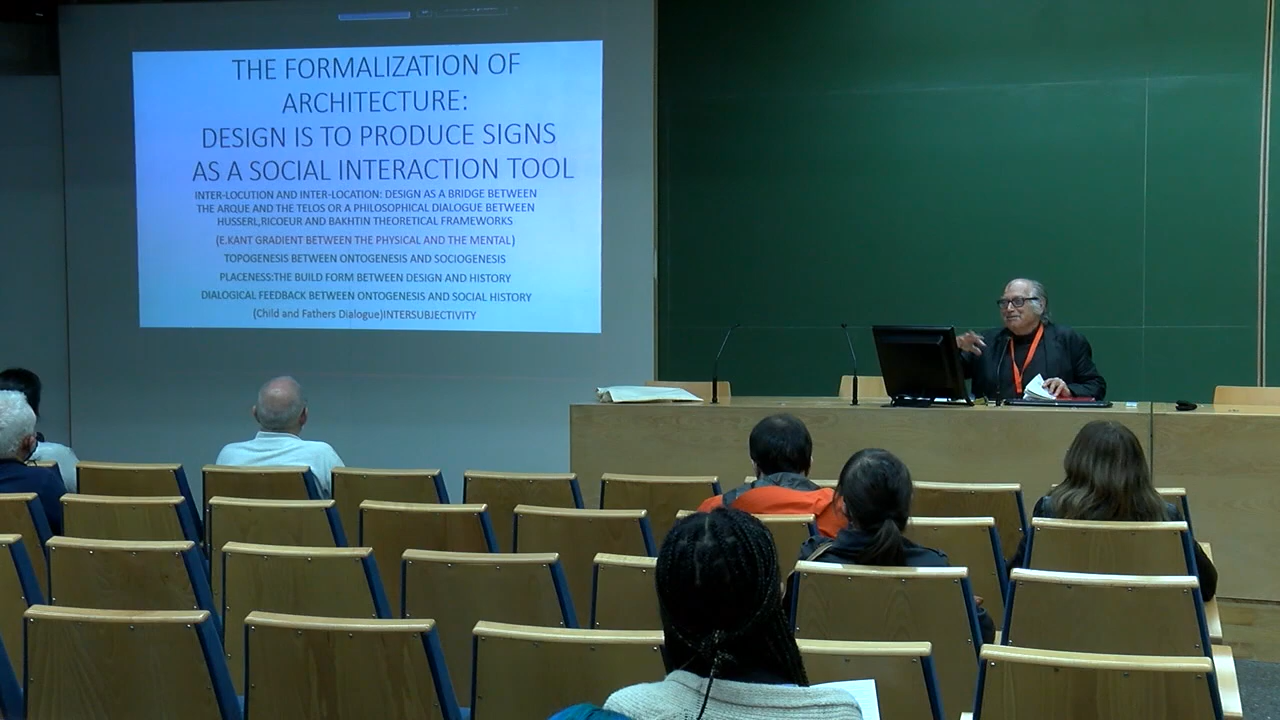 THE FORMALIZATION OF
ARCHITECTURE:
DESIGN IS TO PRODUCE SIGNS
AS A SOCIAL INTERACTION TOOL
INTER-LOCUTION AND INTER-LOCATION: DESIGN AS A BRIDGE BETWEEN
THE ARQUE AND THE TELOS OR A PHILOSOPHICAL DIALOGUE BETWEEN
HUSSERL,RICOEUR AND BAKHTIN THEORETICAL FRAMEWORKS
(E.KANT GRADIENT BETWEEN THE PHYSICAL AND THE MENTAL)
TOPOGENESIS BETWEEN ONTOGENESIS AND SOCIOGENESIS
PLACENESS:THE BUILD FORM BETWEEN DESIGN AND HISTORY
DIALOGICAL FEEDBACK BETWEEN ONTOGENESIS AND SOCIAL HISTORY
(Child and Fathers Dialogue)INTERSUBJECTIVITY